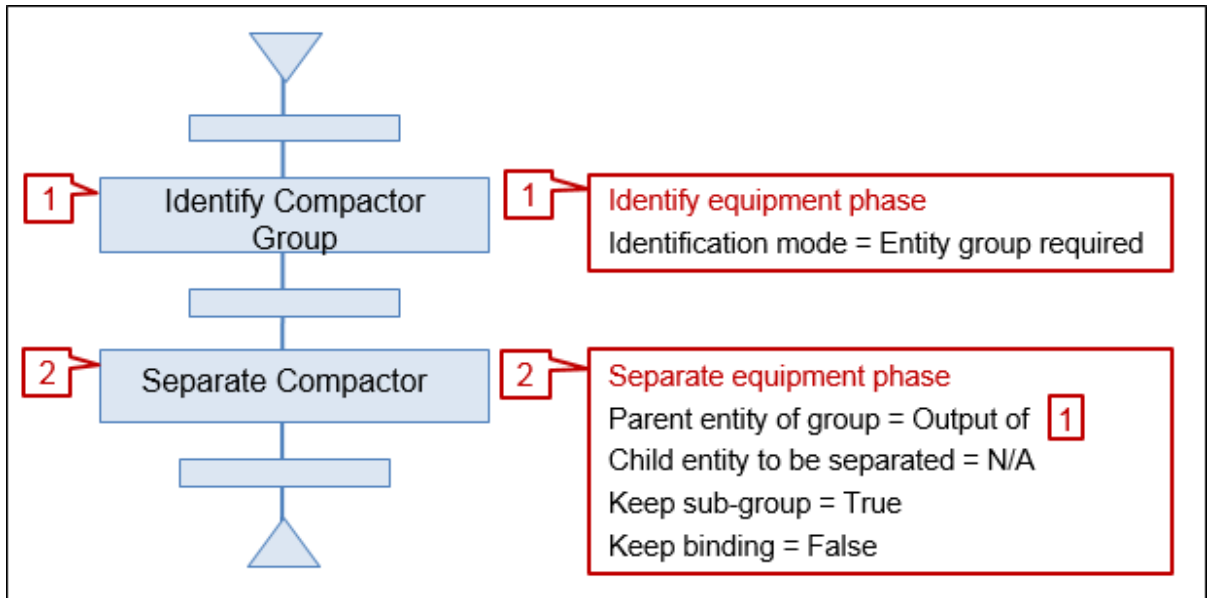 1
Identify Compactor
Group
1
Identify equipment phase
Identification mode = Entity group required
2
Separate Compactor
2
Separate equipment phase
Parent entity of group = Output of 1
Child entity to be separated = N/A
Keep sub-group = True
Keep binding = False